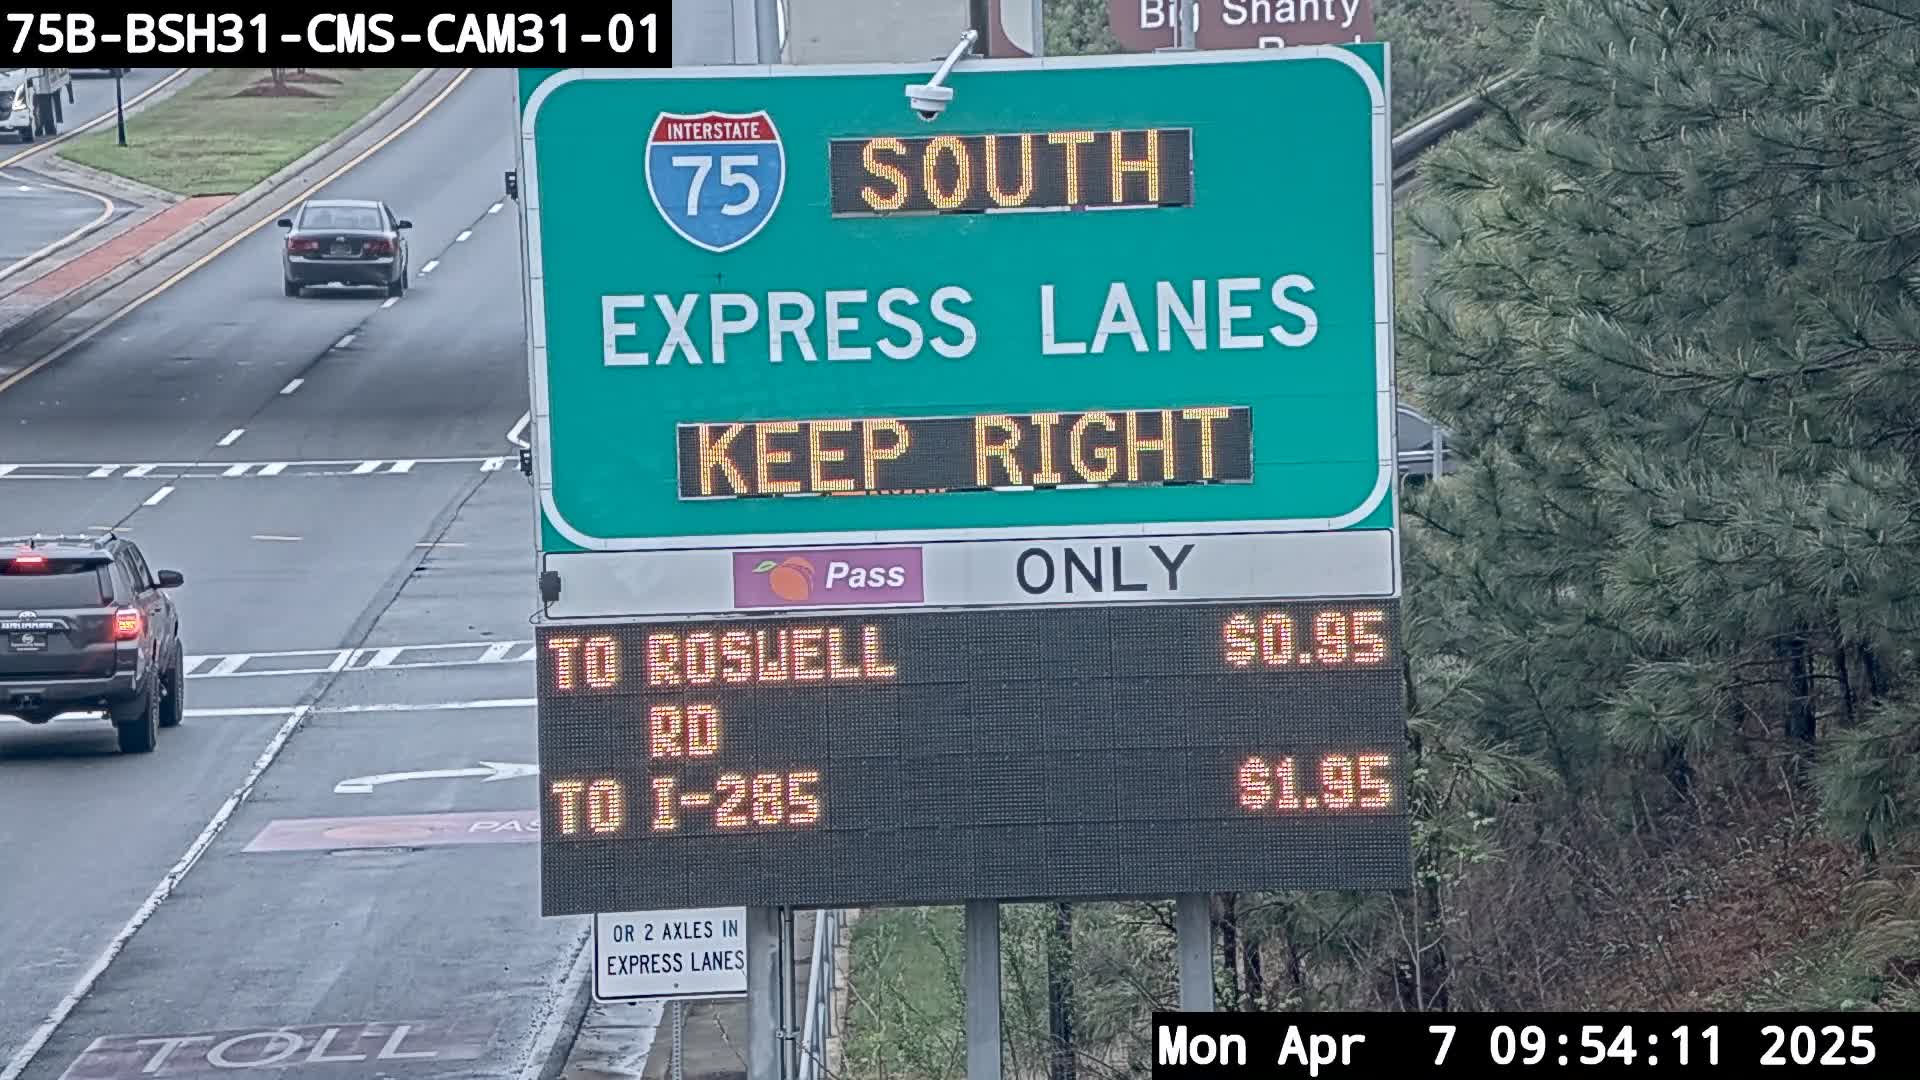 75B-BSH31-CMS-CAM31-01
Big Shanty
INTERSTATE
75
SOUTH
EXPRESS LANES
KEEP RIGHT
Pass ONLY
TO ROSWELL $0.95
RD
TO I-285 $1.95
OR 2 AXLES IN
EXPRESS LANES
TOLL
Mon Apr 7 09:54:11 2025